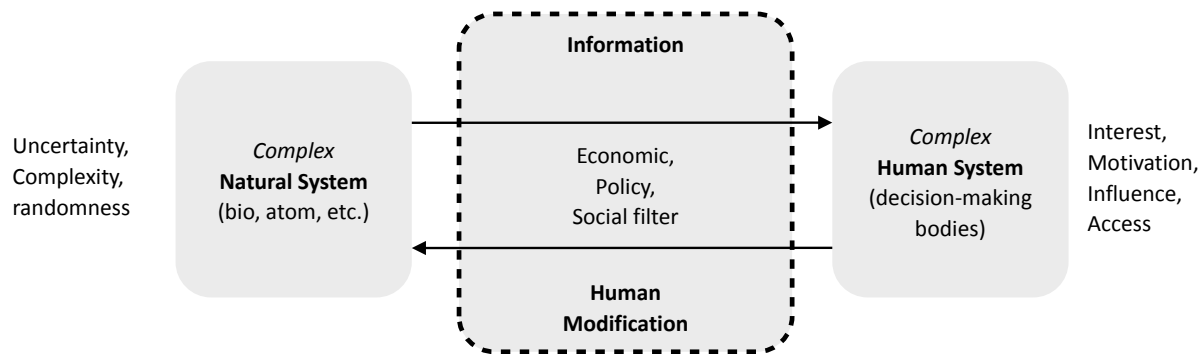 Uncertainty,
Complexity,
randomness
Complex
Natural System
(bio, atom, etc.)
Information
Economic,
Policy,
Social filter
Human
Modification
Complex
Human System
(decision-making
bodies)
Interest,
Motivation,
Influence,
Access